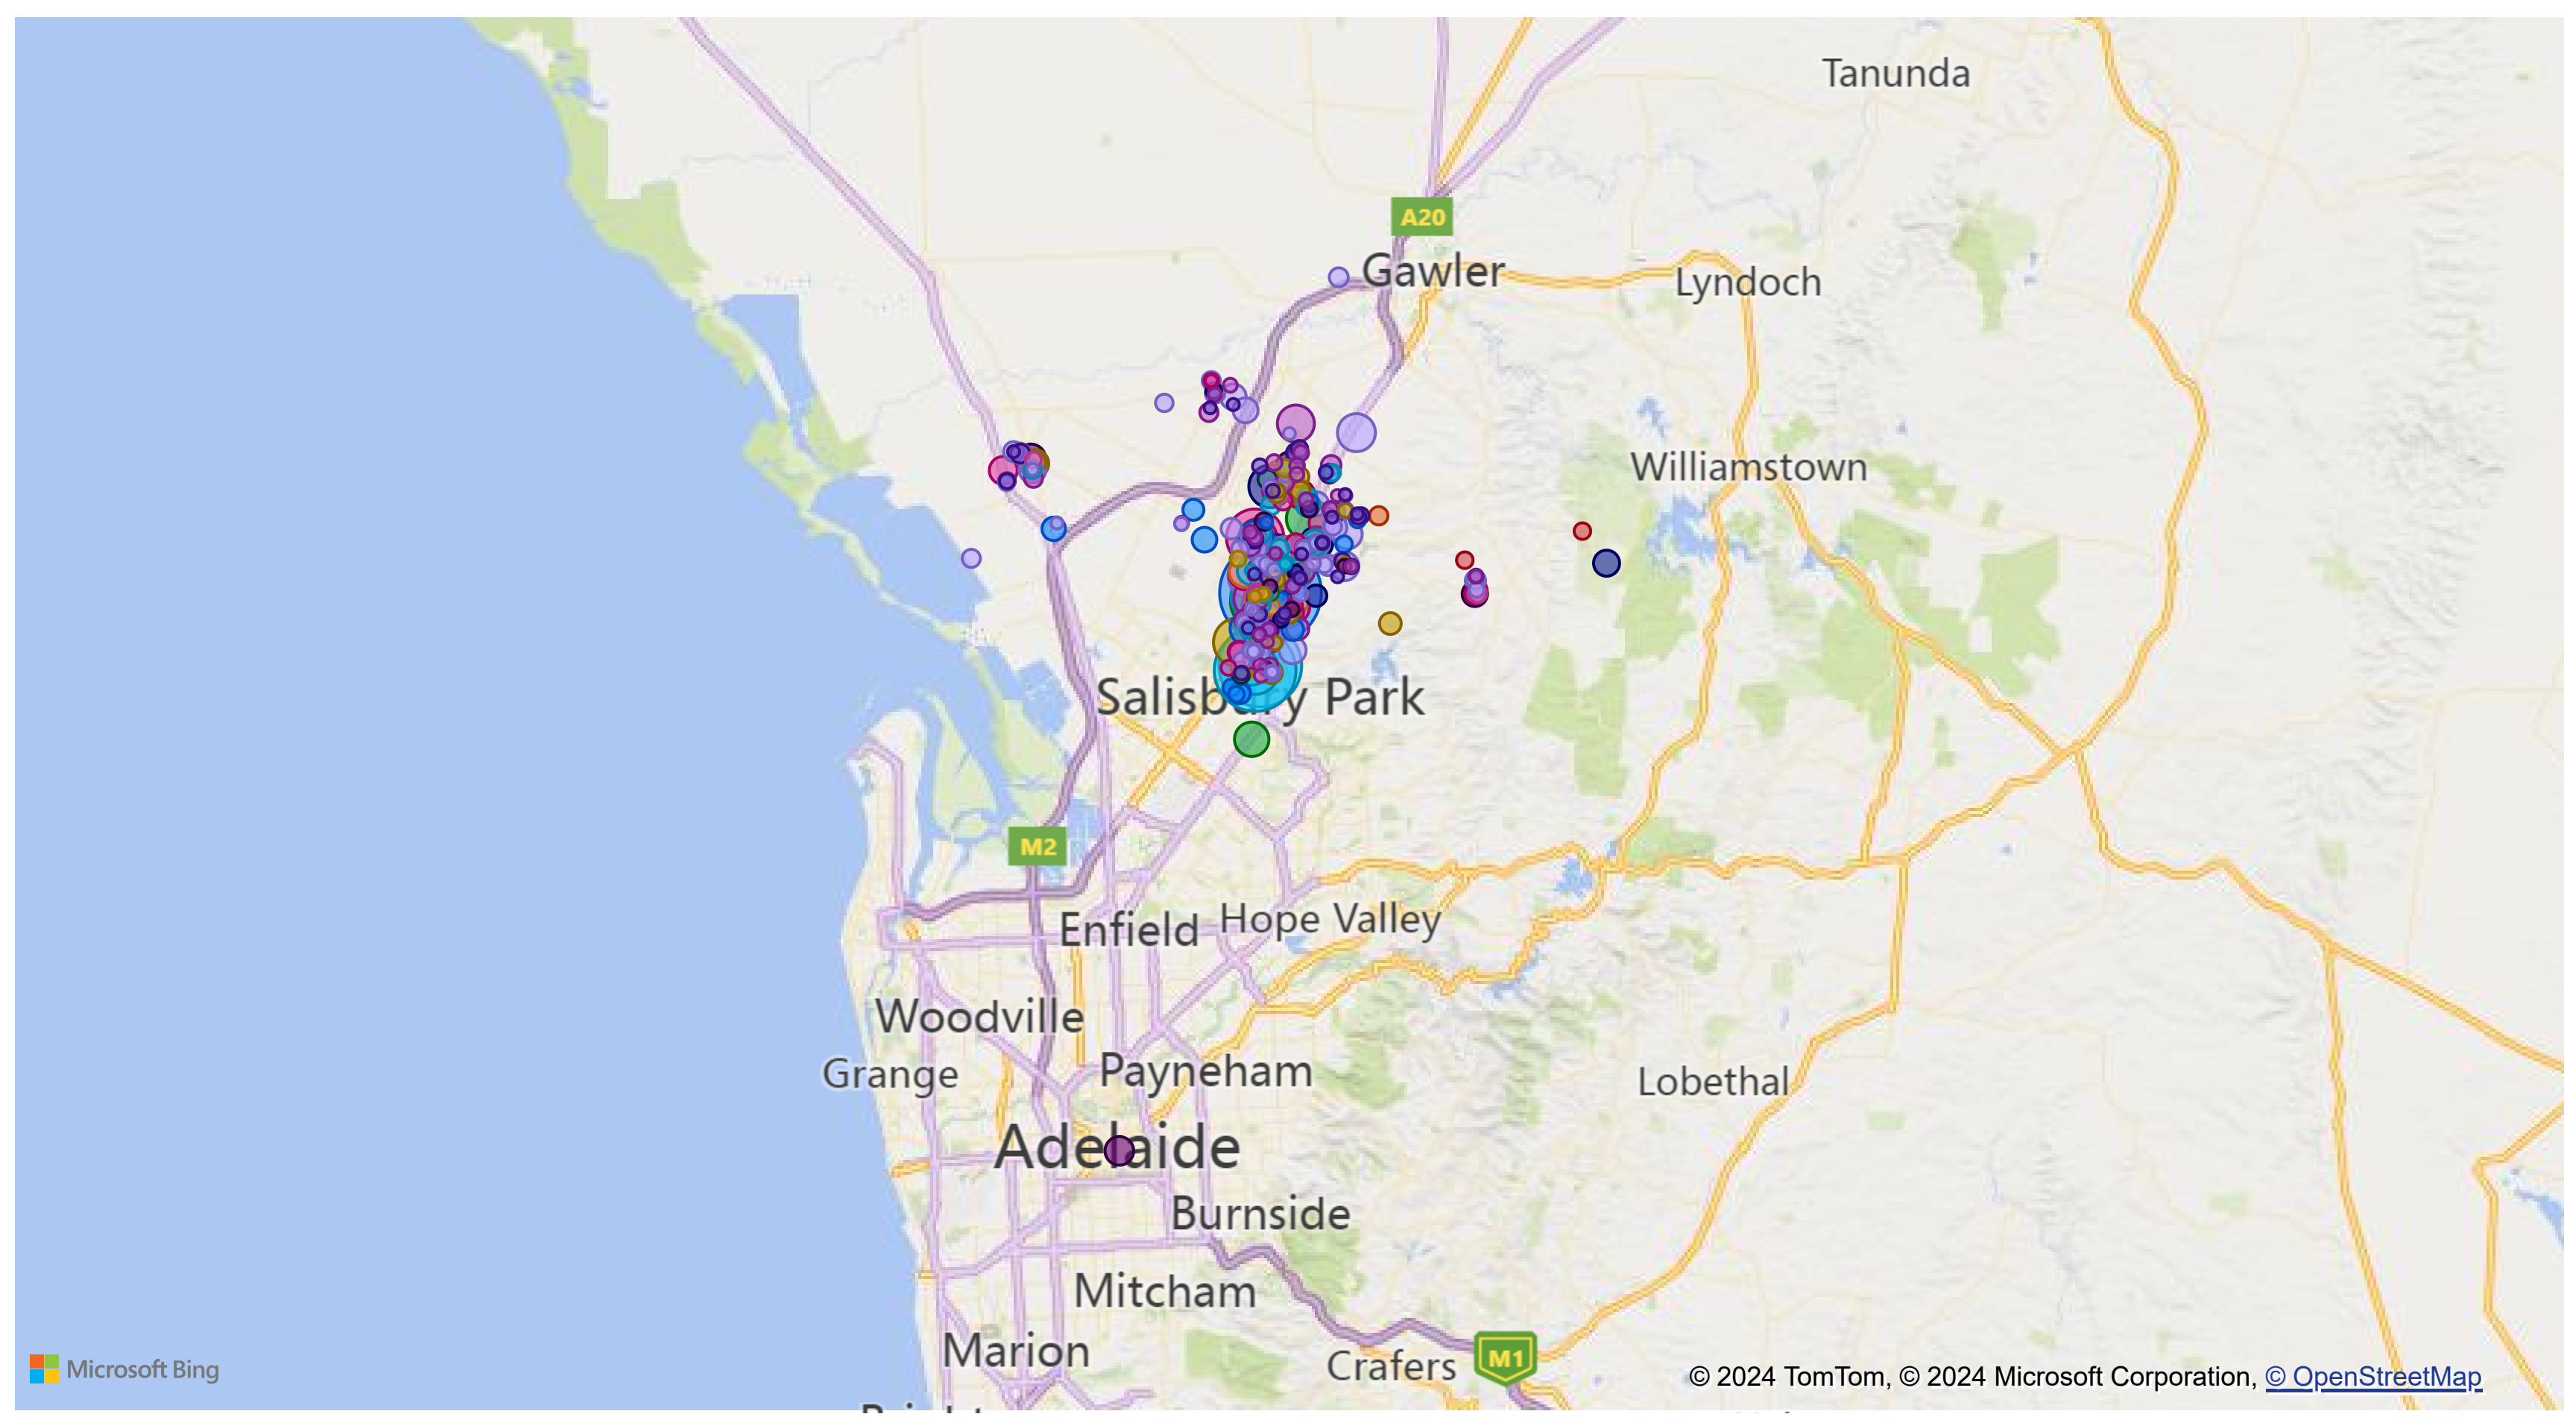 Tanunda
A20
Gawler
Lyndoch
Williamstown
Salisbury Park
M2
Enfield
Hope Valley
Woodville
Payneham
Grange
Lobethal
Adelaide
Burnside
Mitcham
Marion
Crafers
M1
Microsoft Bing
© 2024 TomTom, © 2024 Microsoft Corporation, © OpenStreetMap